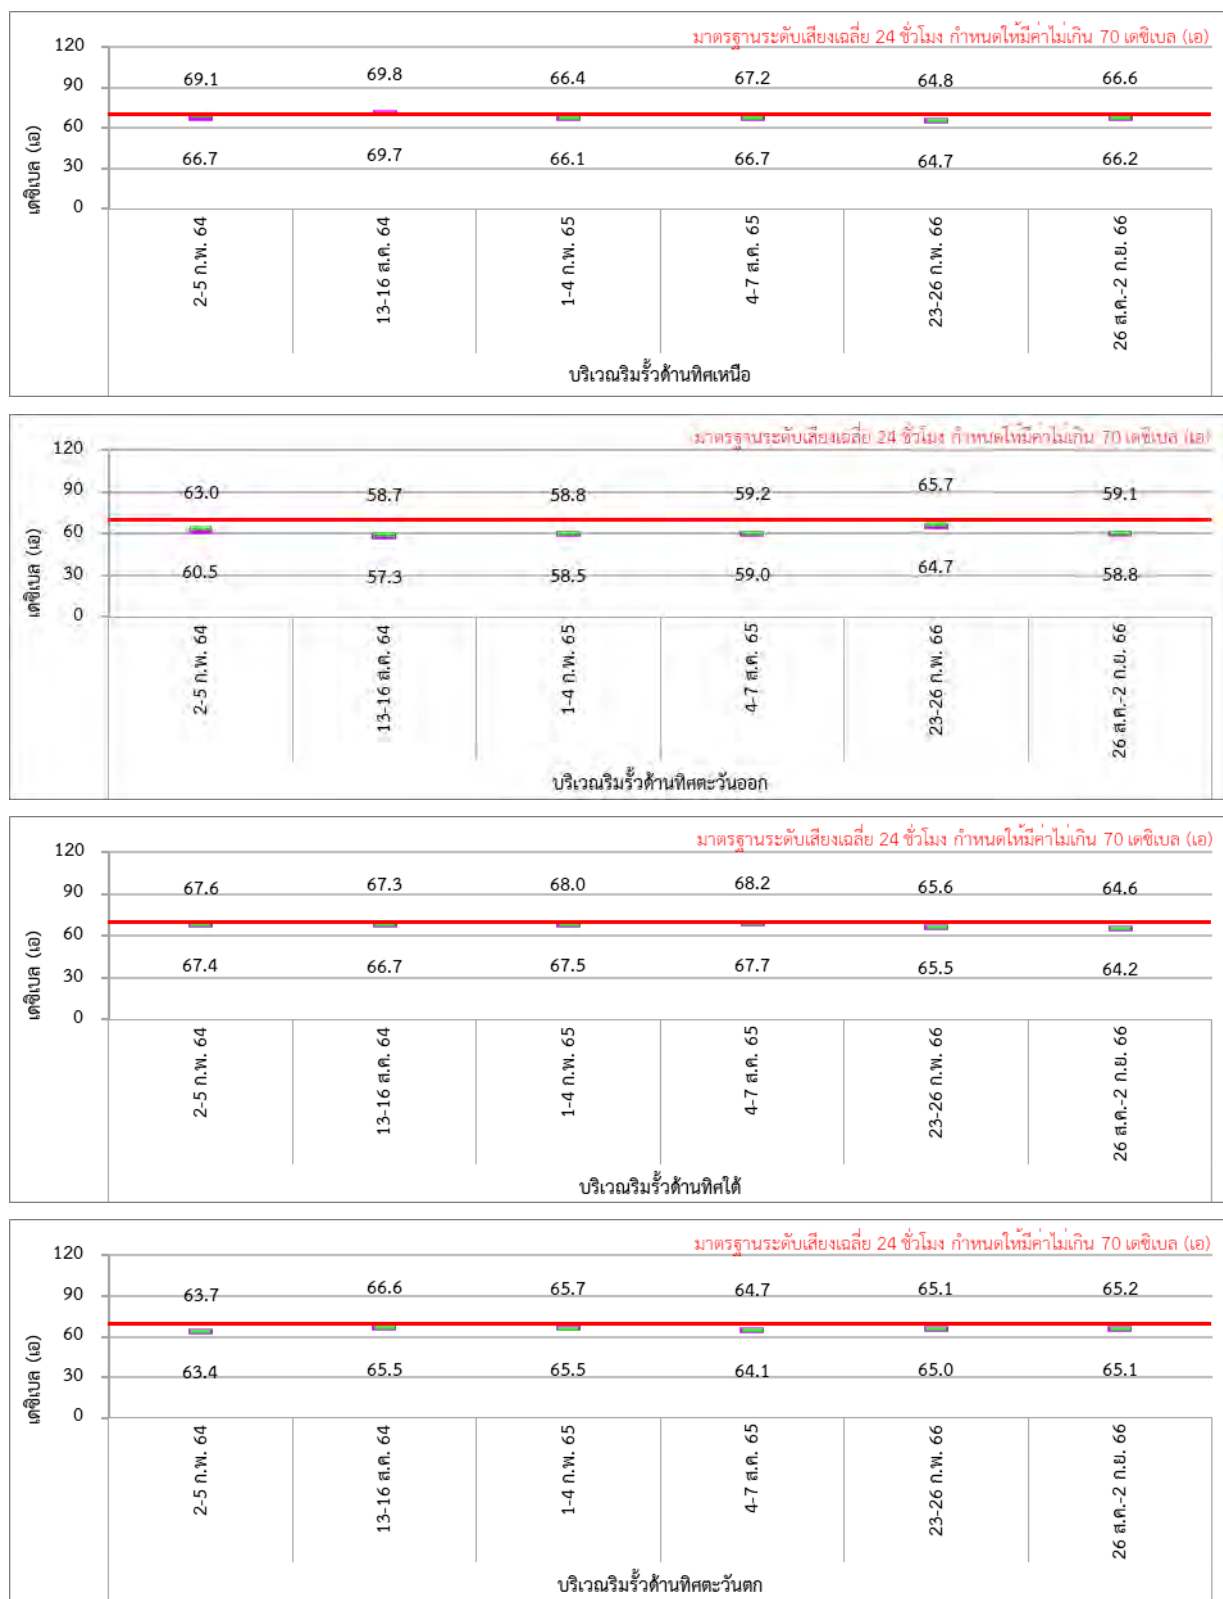 มาตรฐานระดับเสียงเฉลี่ย 24 ชั่วโมง กำหนดให้มีค่าไม่เกิน 70 เดซิเบล (เอ)
120
69.1 69.8 66.4 67.2 64.8 66.6
90
60
66.7 69.7 66.1 66.7 64.7 66.2
30
0
เดซิเบล (เอ)
2-5 ก.พ. 64
13-16 ส.ค. 64
1-4 ก.พ. 65
4-7 ส.ค. 65
23-26 ก.พ. 66
26 ส.ค.-2 ก.ย. 66
บริเวณริมรั้วด้านทิศเหนือ
มาตรฐานระดับเสียงเฉลี่ย 24 ชั่วโมง กำหนดให้มีค่าไม่เกิน 70 เดซิเบล (เอ)
120
90
63.0 58.7 58.8 59.2 65.7 59.1
60
30
60.5 57.3 58.5 59.0 64.7 58.8
0
เดซิเบล (เอ)
2-5 ก.พ. 64
13-16 ส.ค. 64
1-4 ก.พ. 65
4-7 ส.ค. 65
23-26 ก.พ. 66
26 ส.ค.-2 ก.ย. 66
บริเวณริมรั้วด้านทิศตะวันออก
มาตรฐานระดับเสียงเฉลี่ย 24 ชั่วโมง กำหนดให้มีค่าไม่เกิน 70 เดซิเบล (เอ)
120
90
67.6 67.3 68.0 68.2 65.6 64.6
60
67.4 66.7 67.5 67.7 65.5 64.2
30
0
เดซิเบล (เอ)
2-5 ก.พ. 64
13-16 ส.ค. 64
1-4 ก.พ. 65
4-7 ส.ค. 65
23-26 ก.พ. 66
26 ส.ค.-2 ก.ย. 66
บริเวณริมรั้วด้านทิศใต้
มาตรฐานระดับเสียงเฉลี่ย 24 ชั่วโมง กำหนดให้มีค่าไม่เกิน 70 เดซิเบล (เอ)
120
90
63.7 66.6 65.7 64.7 65.1 65.2
60
30
63.4 65.5 65.5 64.1 65.0 65.1
0
เดซิเบล (เอ)
2-5 ก.พ. 64
13-16 ส.ค. 64
1-4 ก.พ. 65
4-7 ส.ค. 65
23-26 ก.พ. 66
26 ส.ค.-2 ก.ย. 66
บริเวณริมรั้วด้านทิศตะวันตก